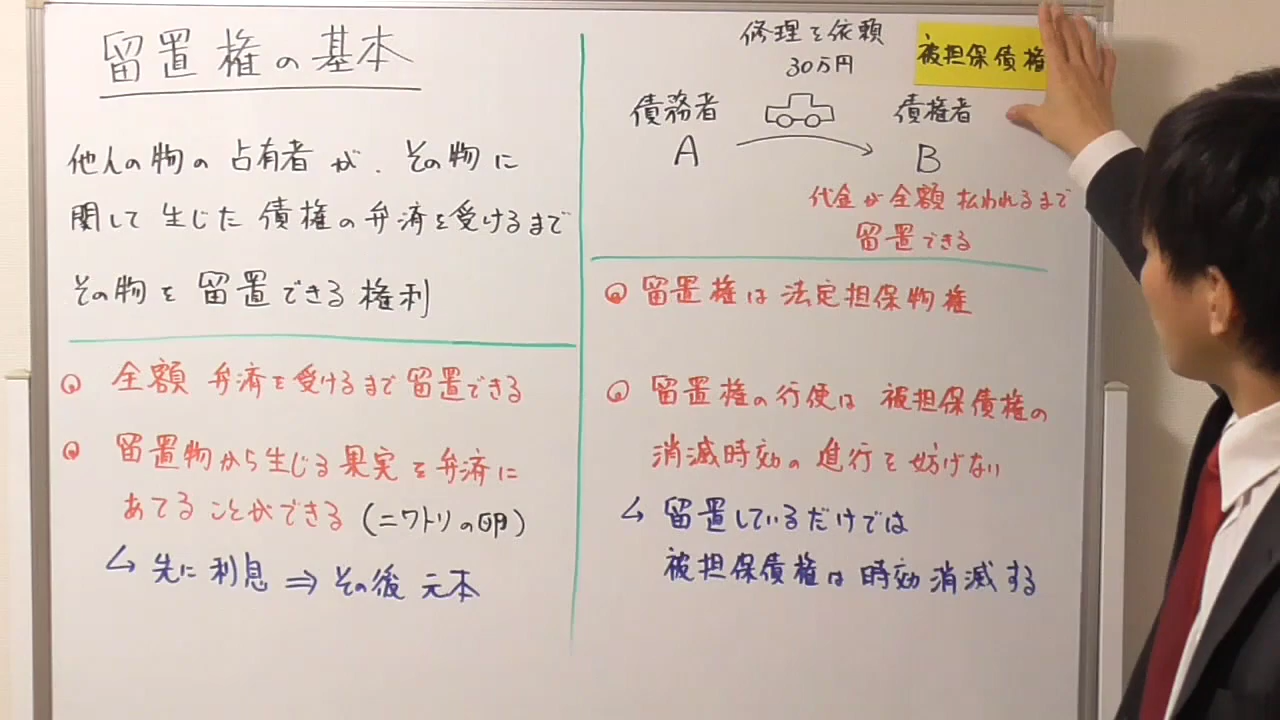 留置権の基本
他人の物の占有者が、その物に
関して生じた債権の弁済を受けるまで
その物を留置できる権利
全額弁済を受けるまで留置できる
留置物から生じる果実を弁済に
あてることができる(ニワトリの卵)
↳先に利息⇒その後元本
修理を依頼
30万円
被担保債権
債務者
債権者
A
B
代金が全額払われるまで
留置できる
留置権は法定担保物権
留置権の行使は被担保債権の
消滅時効の進行を妨げない
↳留置しているだけでは
被担保債権は時効消滅する